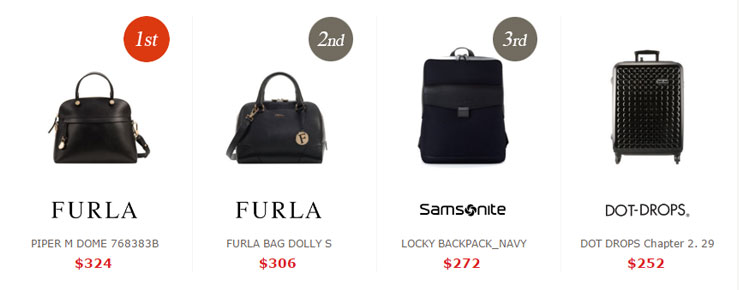 1st
2nd
3rd
FURLA
FURLA
Samsonite
DOT-DROPS®
PIPER M DOME 768383B
FURLA BAG DOLLY S
LOCKY BACKPACK_NAVY
DOT DROPS Chapter 2. 29
$324
$306
$272
$252